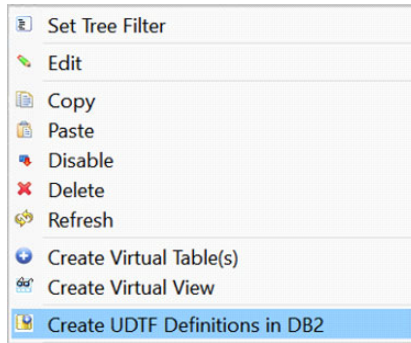 Set Tree Filter
Edit
Copy
Paste
Disable
Delete
Refresh
Create Virtual Table(s)
Create Virtual View
Create UDTF Definitions in DB2